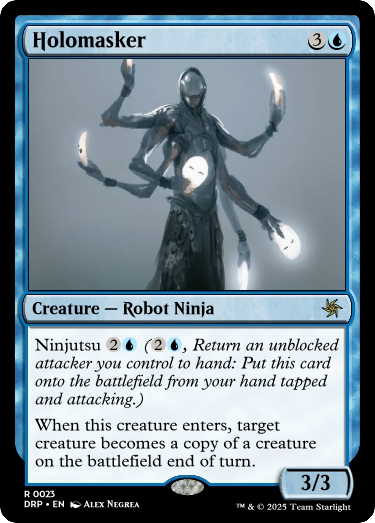 Holomasker 3
Creature — Robot Ninja
Ninjutsu 2 (2, Return an unblocked
attacker you control to hand: Put this card
onto the battlefield from your hand tapped
and attacking.)
When this creature enters, target
creature becomes a copy of a creature
on the battlefield end of turn.
3/3
R 0023
DRP • EN Alex Negrea
™ & © 2025 Team Starlight